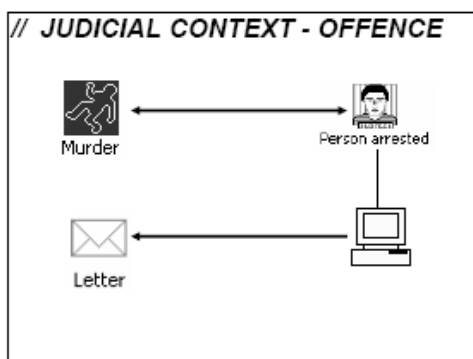 // JUDICIAL CONTEXT - OFFENCE
Murder
Person arrested
Letter